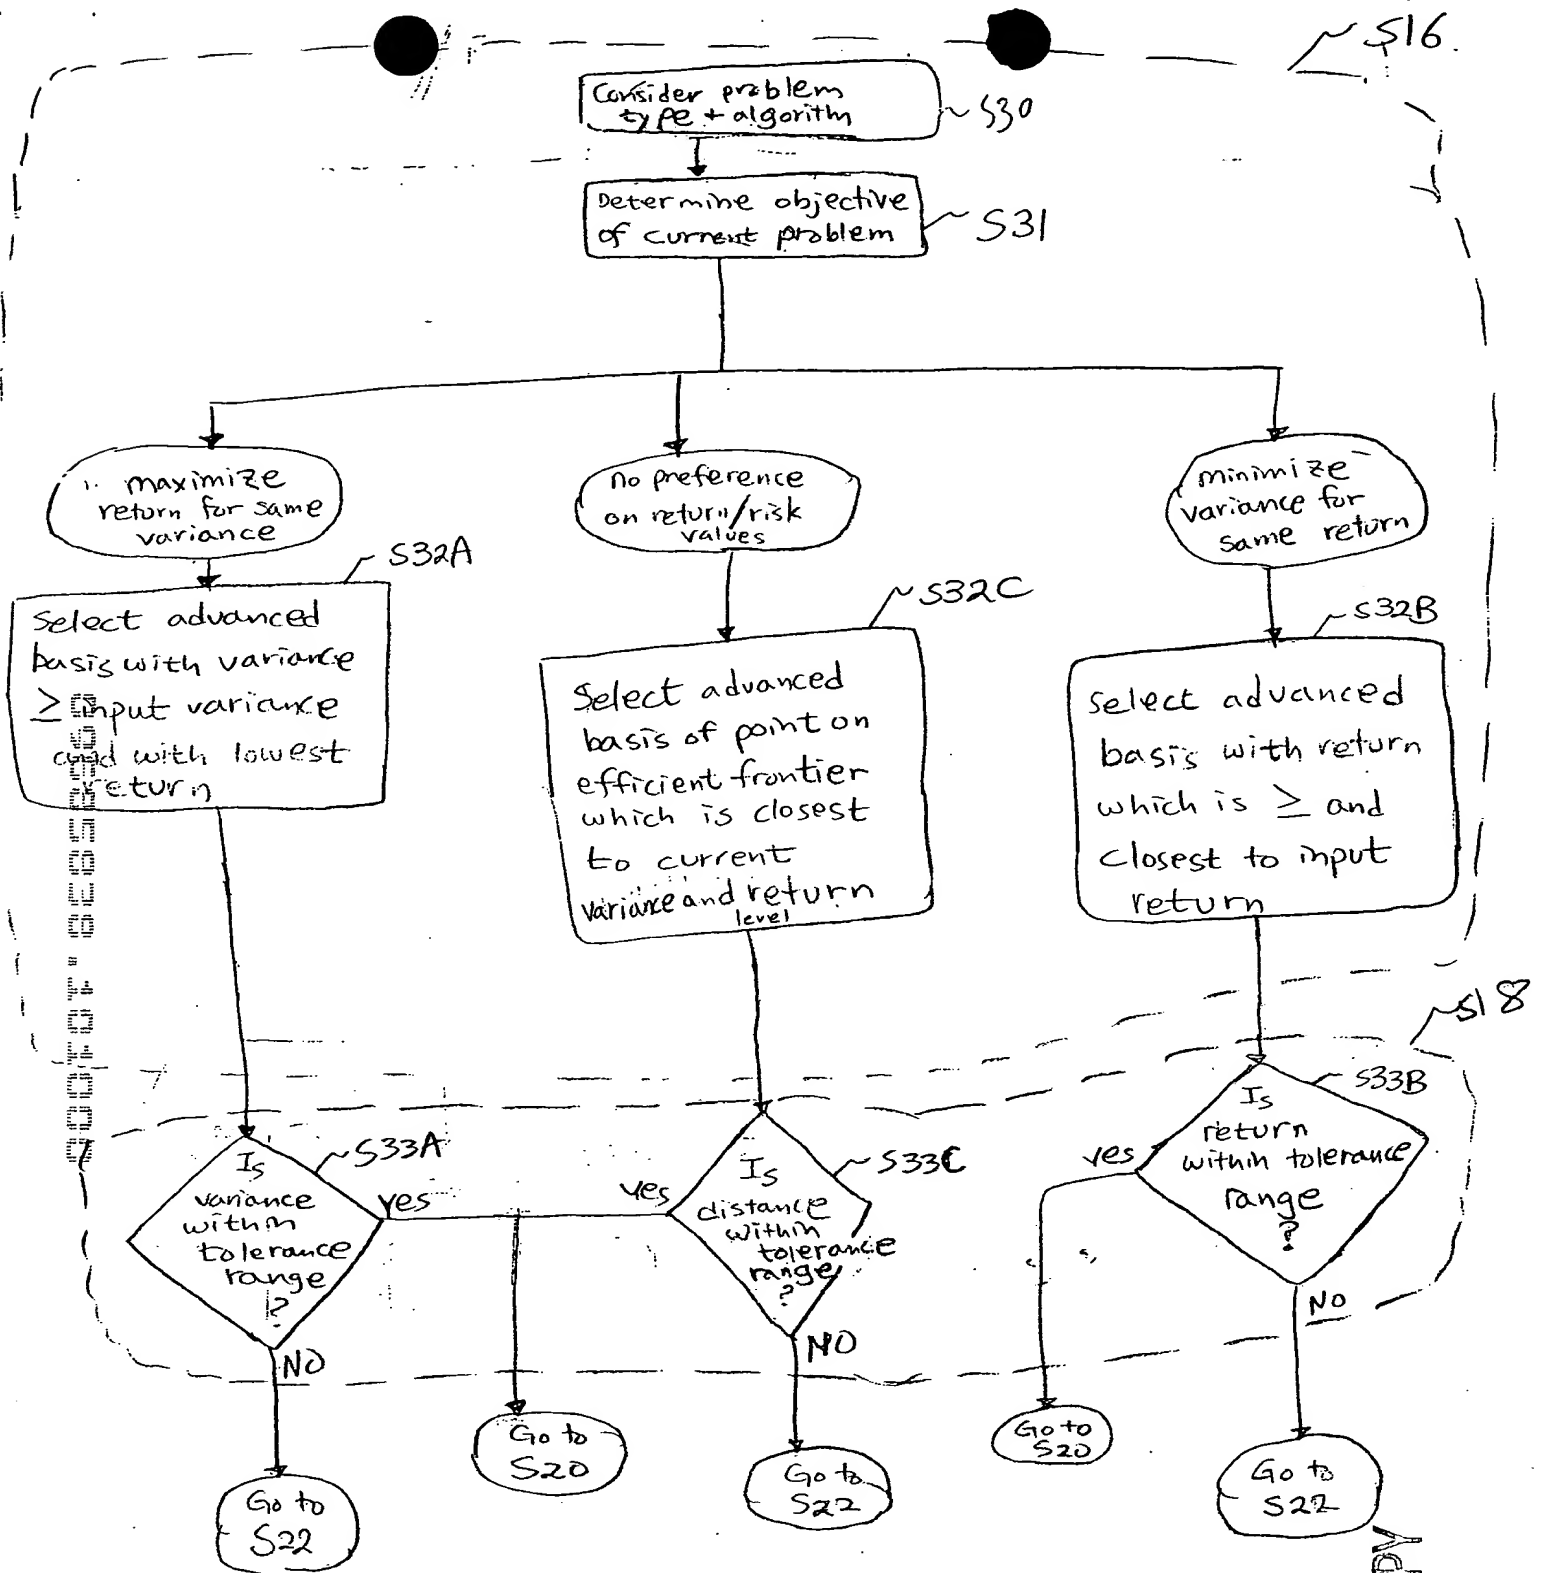 S16.
Consider problem
type + algorithm
S30
Determine objective
of current problem
S31
maximize
return for same
variance
no preference
on return/risk
values
minimize
variance for
same return
S32A
Select advanced
basis with variance
≥ input variance
and with lowest
return
S32C
Select advanced
basis of point on
efficient frontier
which is closest
to current
variance and return
level
S32B
Select advanced
basis with return
which is ≥ and
closest to input
return
S18
S33A
Is
variance
within
tolerance
range
?
yes
NO
S33C
Is
distance
within
tolerance
range
?
yes
NO
S33B
Is
return
within tolerance
range
?
yes
NO
Go to
S22
Go to
S20
Go to
S22
Go to
S20
Go to
S22
PY